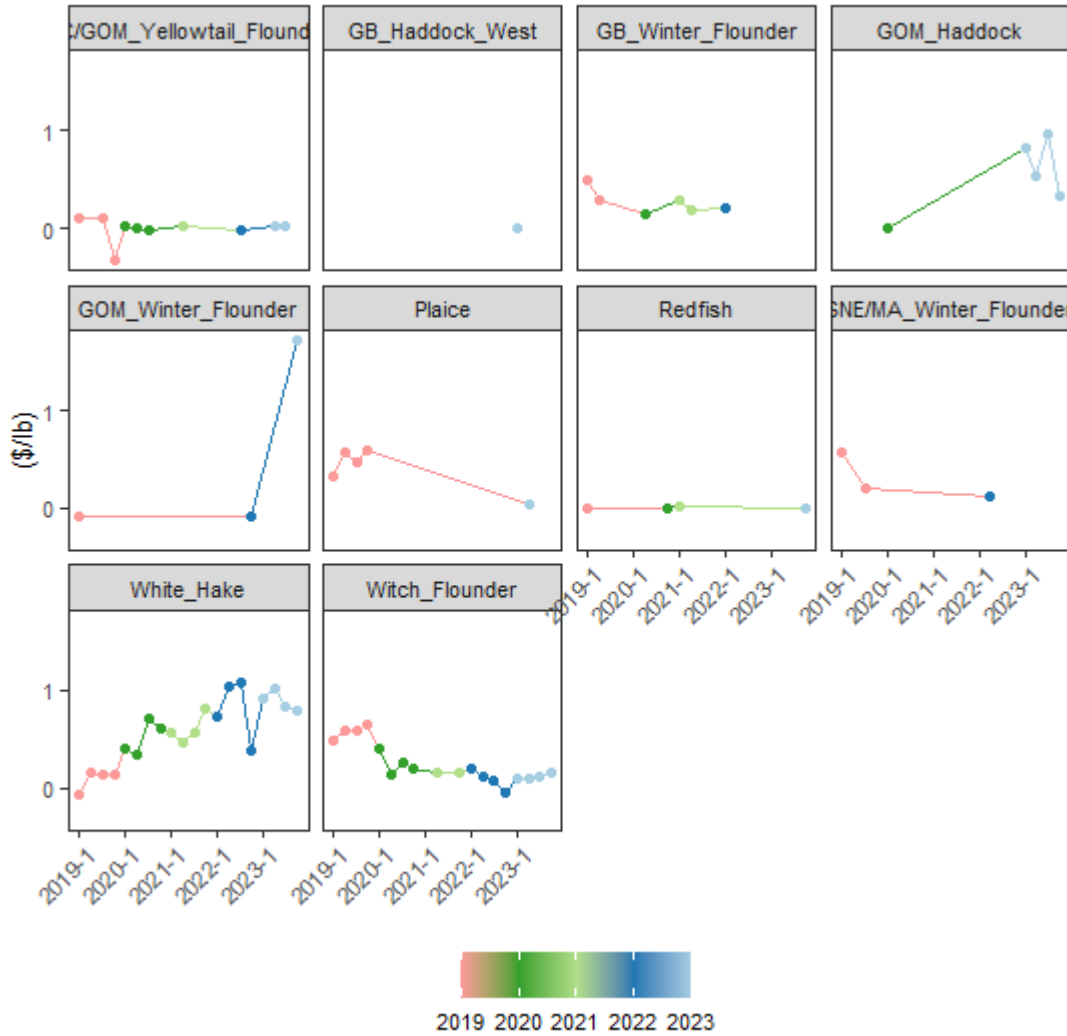 C/GOM_Yellowtail_Flound
GB_Haddock_West
GB_Winter_Flounder
GOM_Haddock
1
0
GOM_Winter_Flounder
Plaice
Redfish
SNE/MA_Winter_Flounder
($/lb)
1
0
2019-1
2020-1
2021-1
2022-1
2023-1
2019-1
2020-1
2021-1
2022-1
2023-1
White_Hake
Witch_Flounder
1
0
2019-1
2020-1
2021-1
2022-1
2023-1
2019-1
2020-1
2021-1
2022-1
2023-1
2019 2020 2021 2022 2023